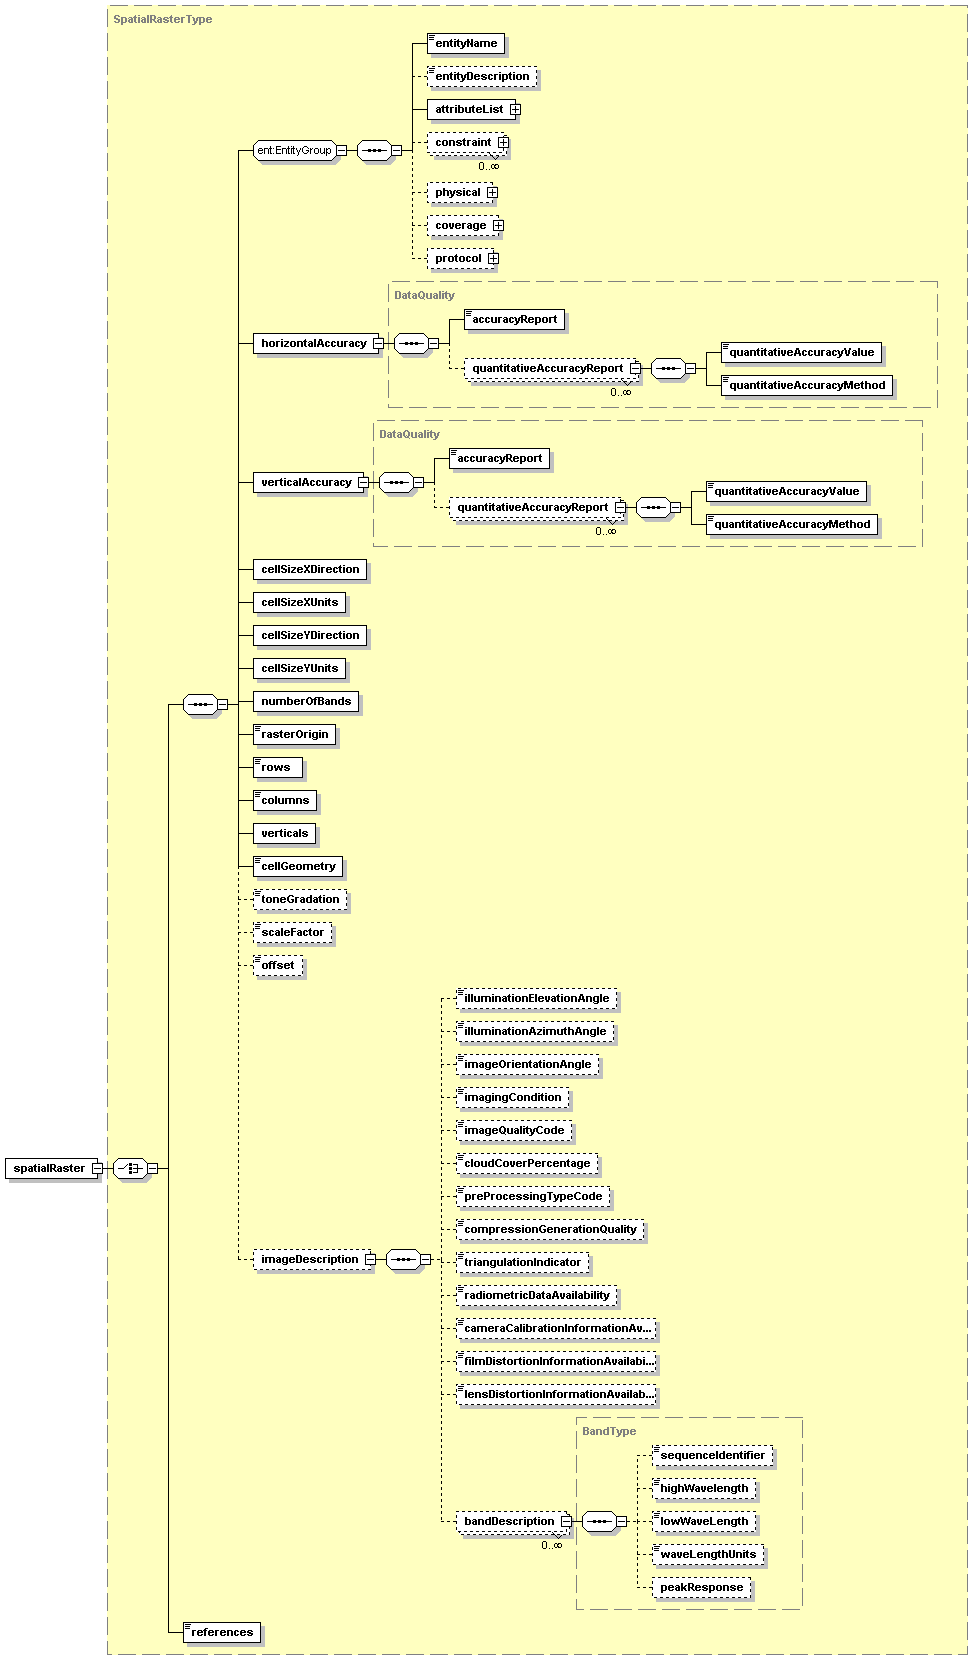 SpatialRasterType
entityName
entityDescription
attributeList
constraint
0..∞
ent:EntityGroup
physical
coverage
protocol
DataQuality
accuracyReport
horizontalAccuracy
quantitativeAccuracyReport
0..∞
quantitativeAccuracyValue
quantitativeAccuracyMethod
DataQuality
accuracyReport
verticalAccuracy
quantitativeAccuracyReport
0..∞
quantitativeAccuracyValue
quantitativeAccuracyMethod
cellSizeXDirection
cellSizeXUnits
cellSizeYDirection
cellSizeYUnits
numberOfBands
rasterOrigin
rows
columns
verticals
cellGeometry
toneGradation
scaleFactor
offset
illuminationElevationAngle
illuminationAzimuthAngle
imageOrientationAngle
imagingCondition
imageQualityCode
cloudCoverPercentage
preProcessingTypeCode
compressionGenerationQuality
spatialRaster
imageDescription
triangulationIndicator
radiometricDataAvailability
cameraCalibrationInformationAv...
filmDistortionInformationAvailabi...
lensDistortionInformationAvailab...
BandType
sequenceIdentifier
highWavelength
bandDescription
0..∞
lowWaveLength
waveLengthUnits
peakResponse
references